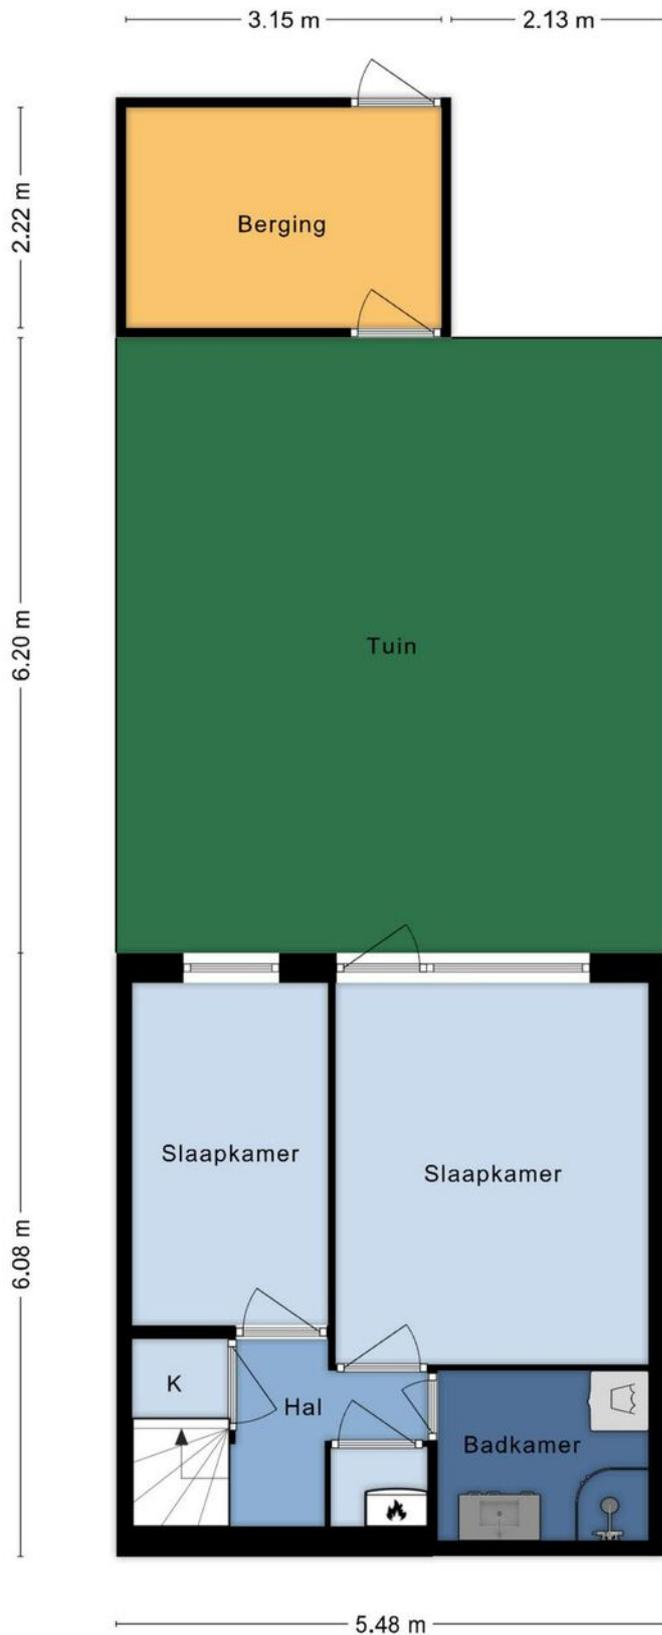 3.15 m
2.13 m
2.22 m
Berging
6.20 m
Tuin
6.08 m
Slaapkamer
Slaapkamer
K
Hal
Badkamer
5.48 m